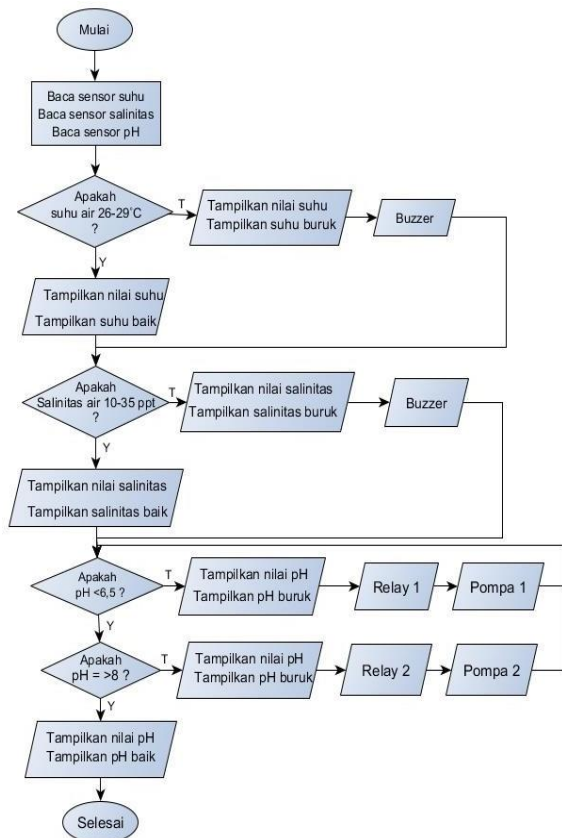 Mulai
Baca sensor suhu
Baca sensor salinitas
Baca sensor pH
Apakah
suhu air 26-29°C
?
T
Tampilkan nilai suhu
Tampilkan suhu buruk
Buzzer
Y
Tampilkan nilai suhu
Tampilkan suhu baik
Apakah
Salinitas air 10-35 ppt
?
T
Tampilkan nilai salinitas
Tampilkan salinitas buruk
Buzzer
Y
Tampilkan nilai salinitas
Tampilkan salinitas baik
Apakah
pH <6,5 ?
T
Tampilkan nilai pH
Tampilkan pH buruk
Relay 1
Pompa 1
Y
Apakah
pH = >8 ?
T
Tampilkan nilai pH
Tampilkan pH buruk
Relay 2
Pompa 2
Y
Tampilkan nilai pH
Tampilkan pH baik
Selesai